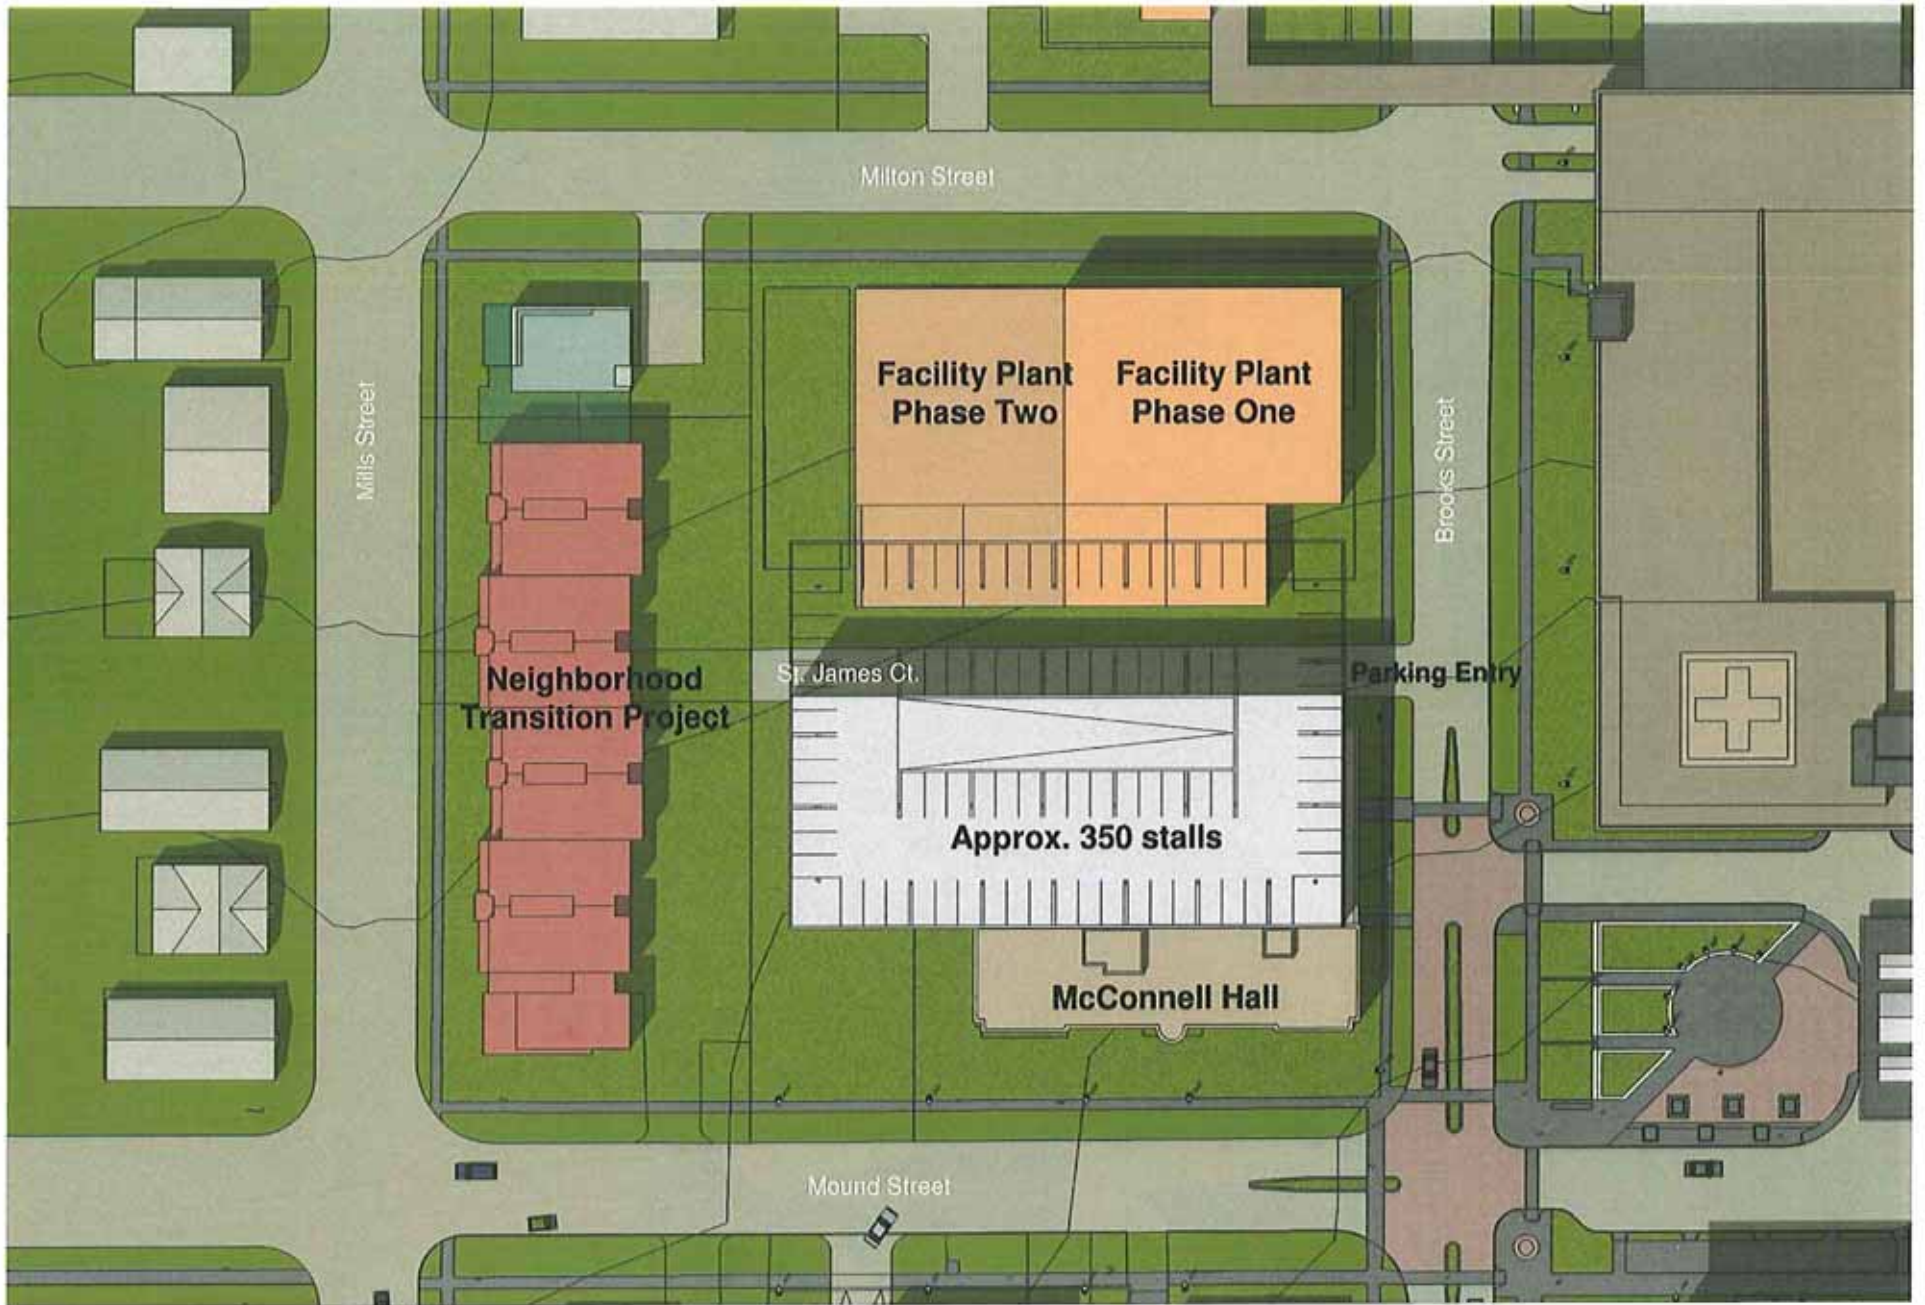 Milton Street
Facility Plant
Phase Two
Facility Plant
Phase One
Mills Street
Brooks Street
Neighborhood
Transition Project
St. James Ct.
Parking Entry
Approx. 350 stalls
McConnell Hall
Mound Street